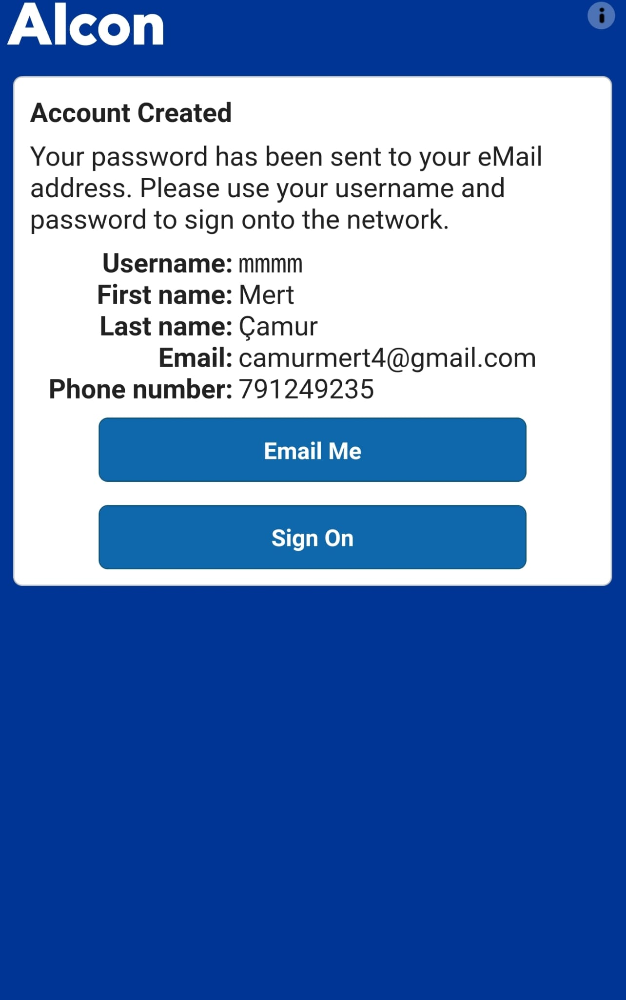 Alcon
Account Created
Your password has been sent to your eMail
address. Please use your username and
password to sign onto the network.
Username: mmmm
First name: Mert
Last name: Çamur
Email: camurmert4@gmail.com
Phone number: 791249235
Email Me
Sign On